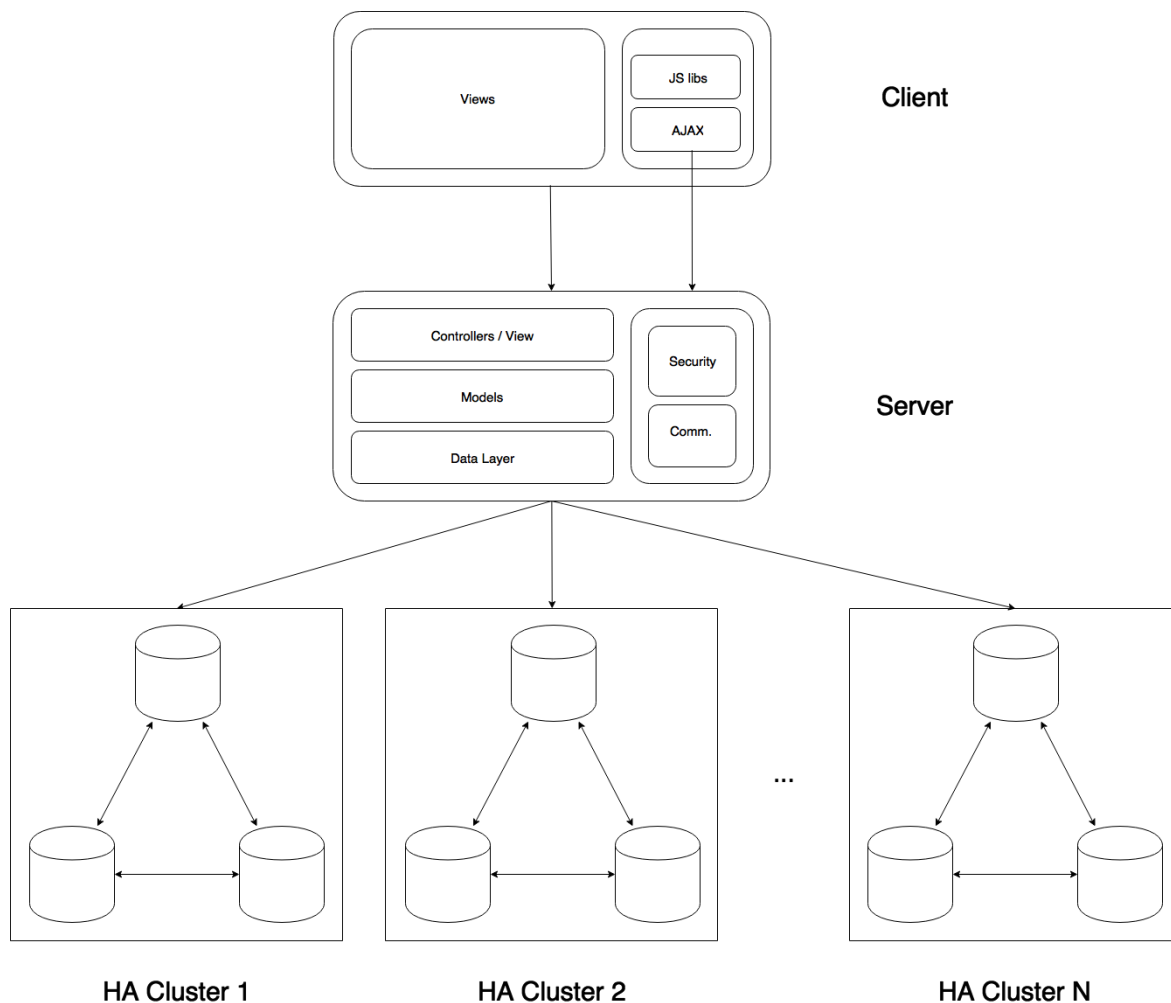 Views
JS libs
AJAX
Client
Controllers / View
Models
Data Layer
Security
Comm.
Server
...
HA Cluster 1
HA Cluster 2
HA Cluster N